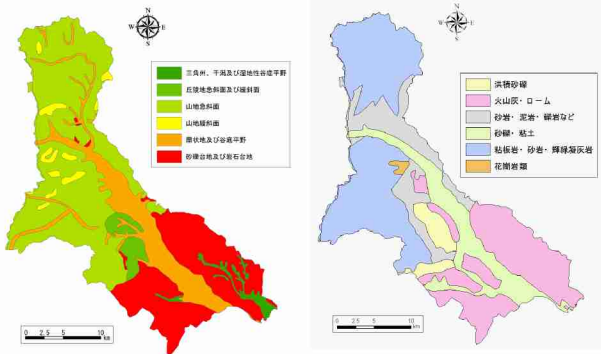 N
W E
S
三角州、干潟及び湿地性谷底平野
丘陵地急斜面及び緩斜面
山地急斜面
山地緩斜面
扇状地及び谷底平野
砂礫台地及び岩石台地
0 2.5 5 10
km
N
W E
S
洪積砂礫
火山灰・ローム
砂岩・泥岩・礫岩など
砂礫・粘土
粘板岩・砂岩・輝緑凝灰岩
花崗岩類
0 2.5 5 10
km